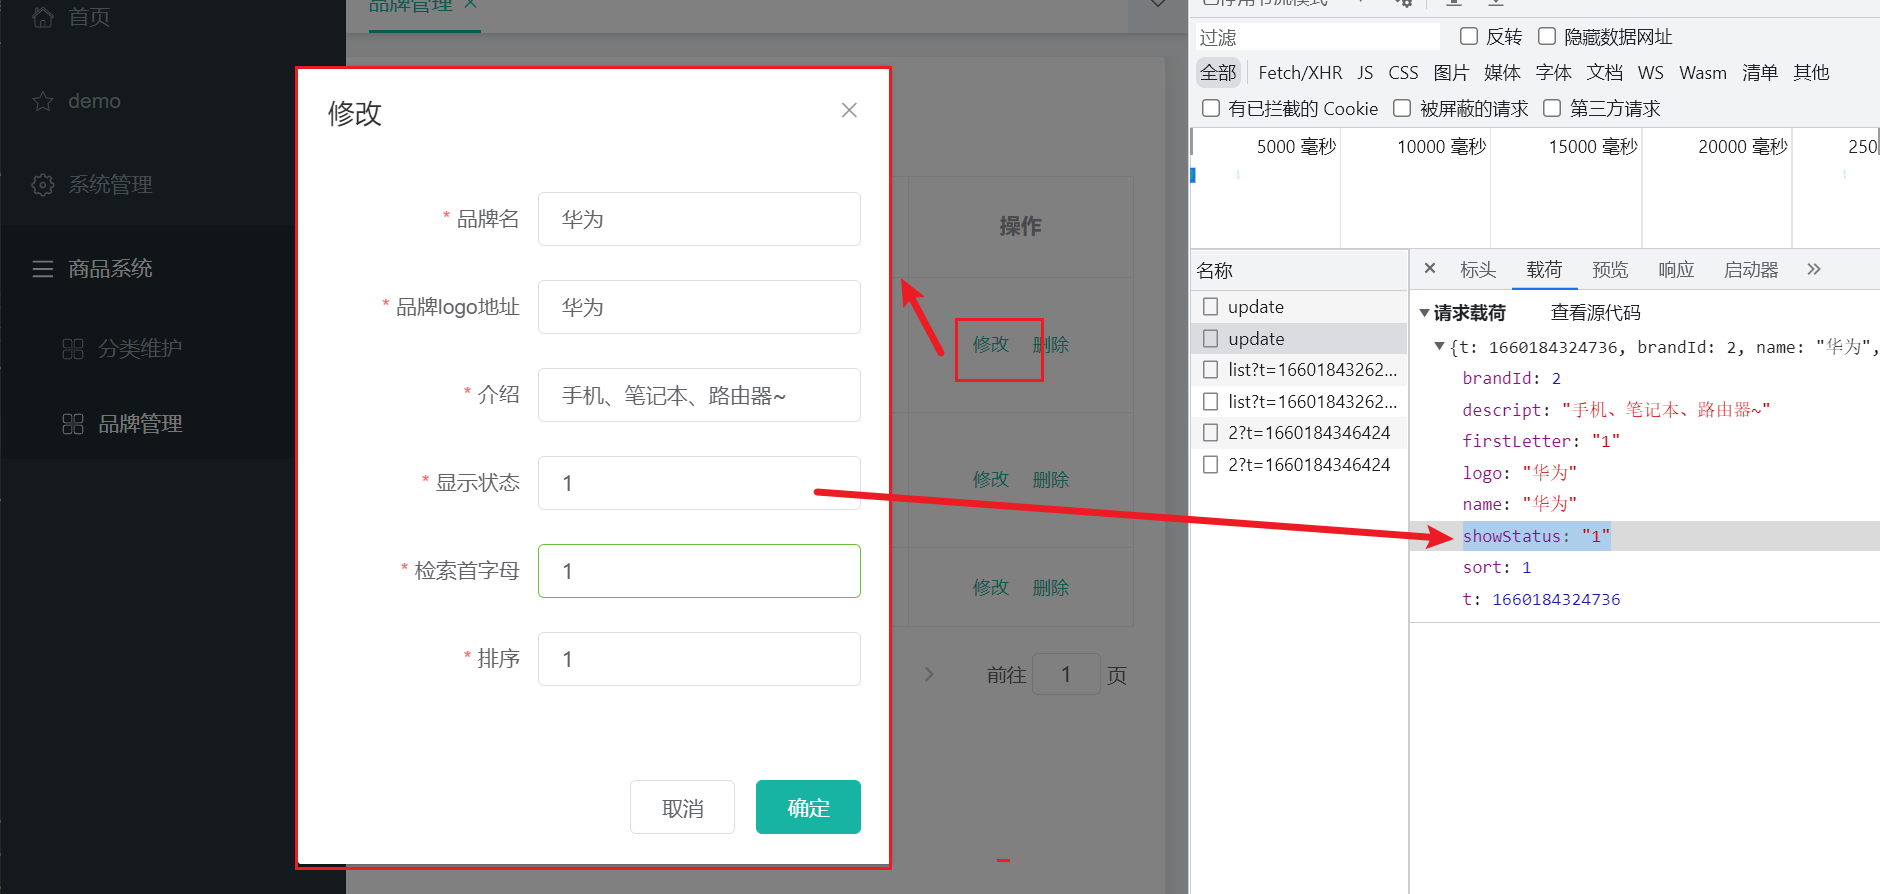 首页
demo
系统管理
商品系统
分类维护
品牌管理
品牌管理 ×
修改
* 品牌名 华为
* 品牌logo地址 华为
* 介绍 手机、笔记本、路由器~
* 显示状态 1
* 检索首字母 1
* 排序 1
取消 确定
操作
修改 删除
修改 删除
修改 删除
前往 1 页
已停用节流模式
过滤 反转 隐藏数据网址
全部 Fetch/XHR JS CSS 图片 媒体 字体 文档 WS Wasm 清单 其他
有已拦截的 Cookie 被屏蔽的请求 第三方请求
5000 毫秒 10000 毫秒 15000 毫秒 20000 毫秒 250
名称
update
update
list?t=16601843262...
list?t=16601843262...
2?t=1660184346424
2?t=1660184346424
× 标头 载荷 预览 响应 启动器 »
请求载荷 查看源代码
{t: 1660184324736, brandId: 2, name: "华为",
brandId: 2
descript: "手机、笔记本、路由器~"
firstLetter: "1"
logo: "华为"
name: "华为"
showStatus: "1"
sort: 1
t: 1660184324736